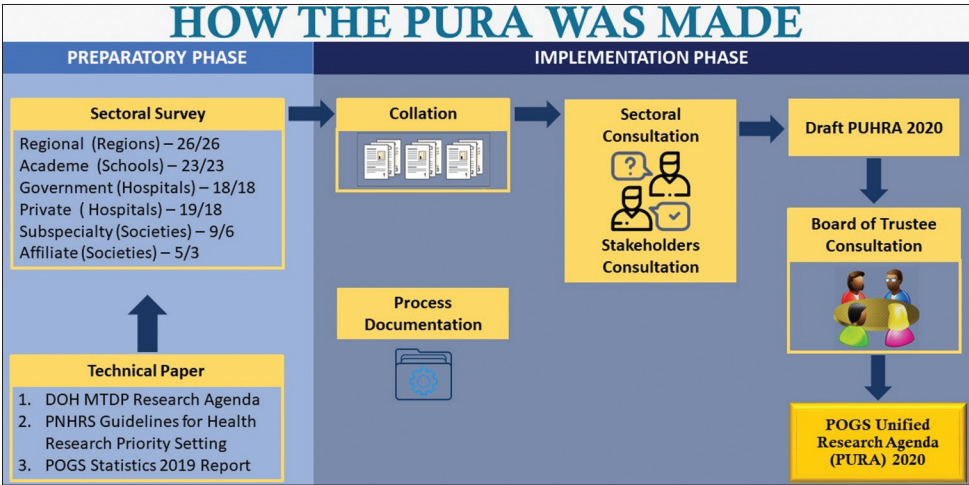 HOW THE PURA WAS MADE
PREPARATORY PHASE
IMPLEMENTATION PHASE
Sectoral Survey
Regional (Regions) – 26/26
Academe (Schools) – 23/23
Government (Hospitals) – 18/18
Private ( Hospitals) – 19/18
Subspecialty (Societies) – 9/6
Affiliate (Societies) – 5/3
Technical Paper
1. DOH MTDP Research Agenda
2. PNHRS Guidelines for Health
Research Priority Setting
3. POGS Statistics 2019 Report
Collation
Process
Documentation
Sectoral
Consultation
?
Stakeholders
Consultation
Draft PUHRA 2020
Board of Trustee
Consultation
POGS Unified
Research Agenda
(PURA) 2020